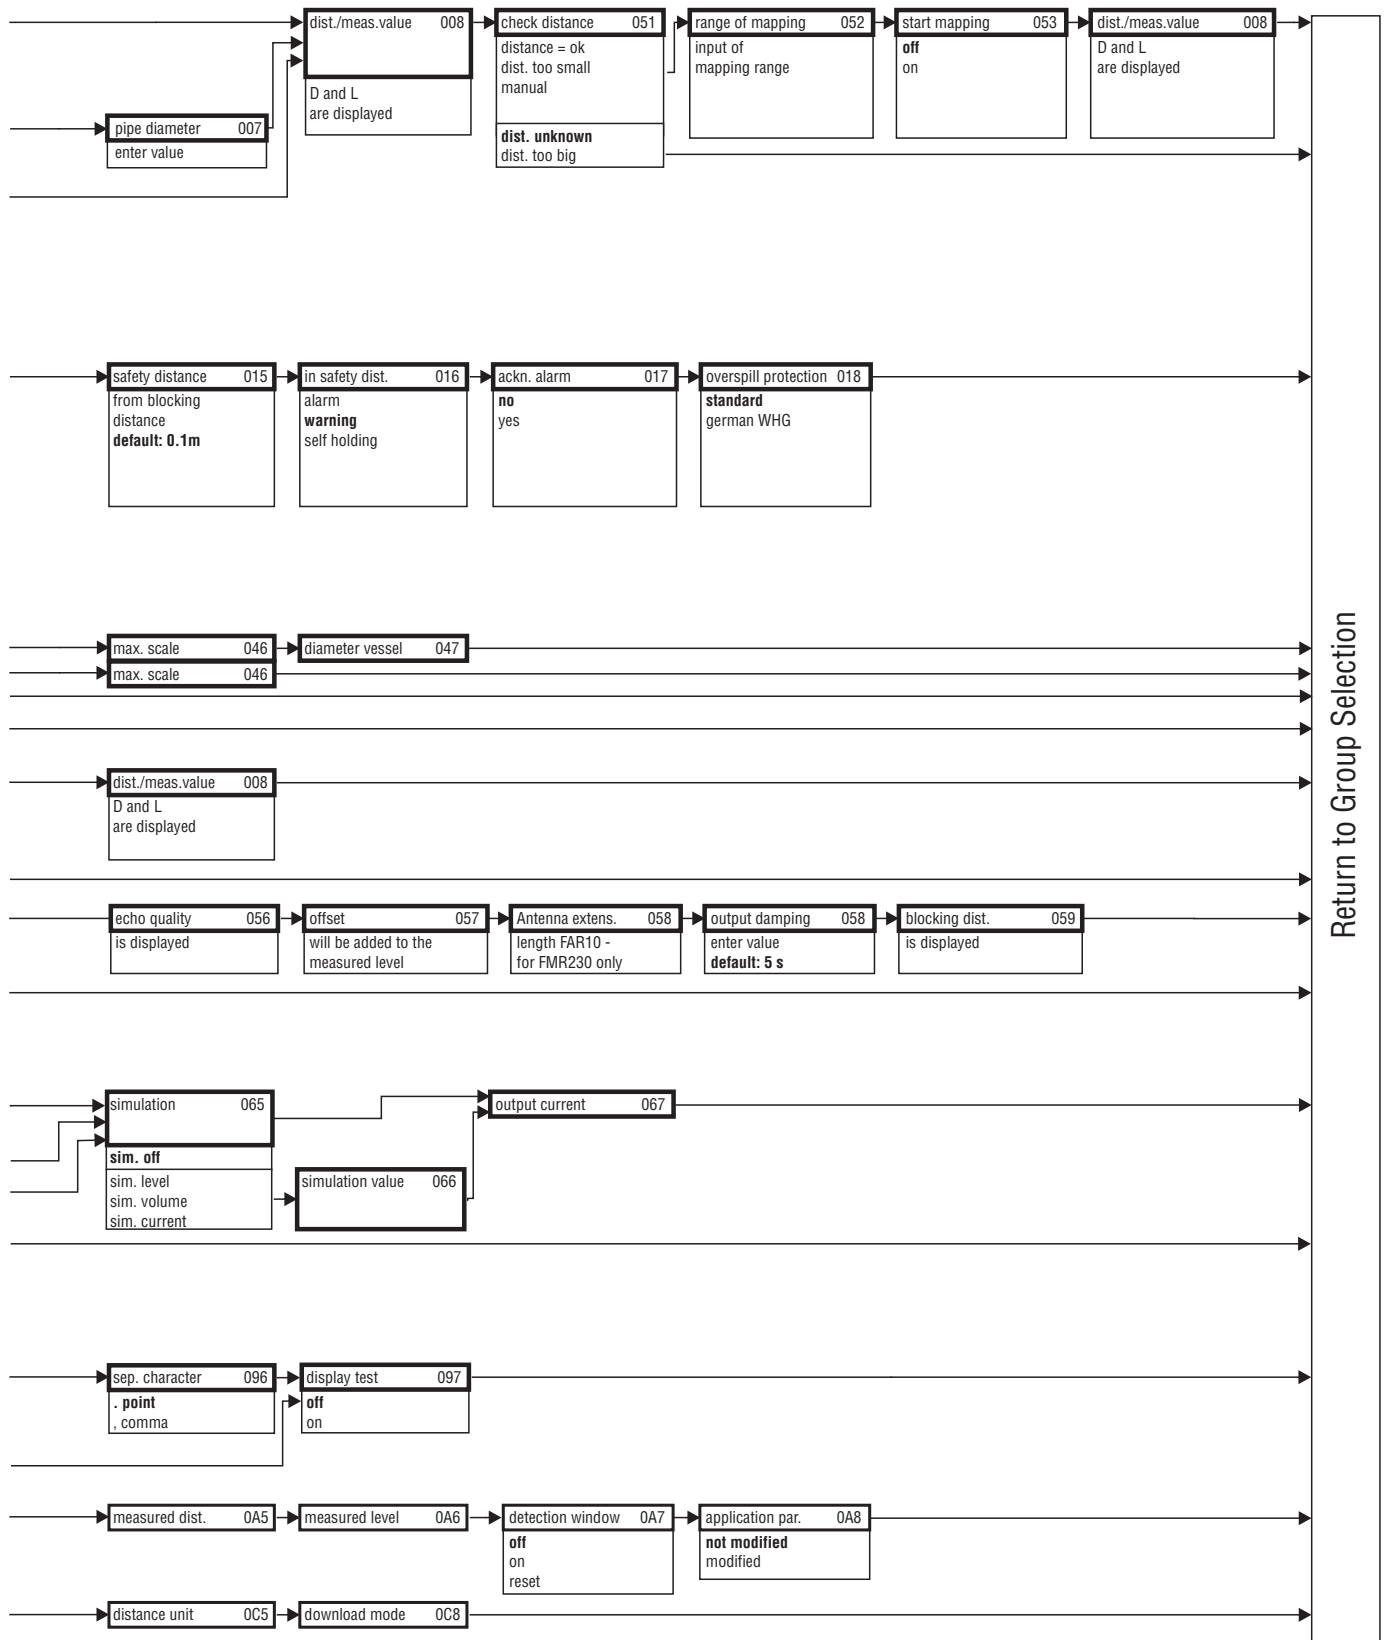 dist./meas.value 008
D and L
are displayed
check distance 051
distance = ok
dist. too small
manual
dist. unknown
dist. too big
range of mapping 052
input of
mapping range
start mapping 053
off
on
dist./meas.value 008
D and L
are displayed
pipe diameter 007
enter value
safety distance 015
from blocking
distance
default: 0.1m
in safety dist. 016
alarm
warning
self holding
ackn. alarm 017
no
yes
overspill protection 018
standard
german WHG
max. scale 046
diameter vessel 047
max. scale 046
dist./meas.value 008
D and L
are displayed
echo quality 056
is displayed
offset 057
will be added to the
measured level
Antenna extens. 058
length FAR10 -
for FMR230 only
output damping 058
enter value
default: 5 s
blocking dist. 059
is displayed
simulation 065
sim. off
sim. level
sim. volume
sim. current
simulation value 066
output current 067
sep. character 096
. point
, comma
display test 097
off
on
measured dist. 0A5
measured level 0A6
detection window 0A7
off
on
reset
application par. 0A8
not modified
modified
distance unit 0C5
download mode 0C8
Return to Group Selection